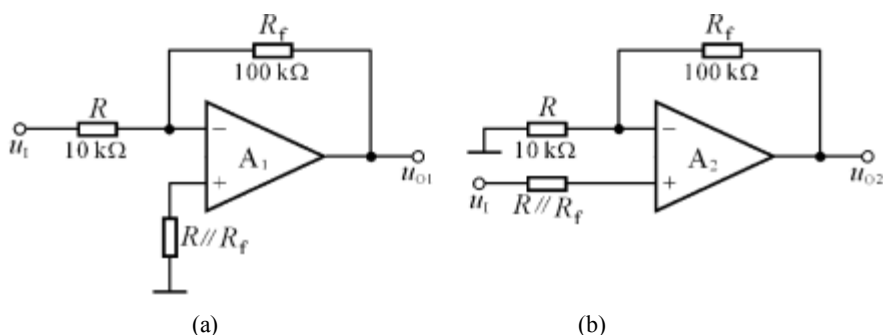 R_f
100 kΩ
R
10 kΩ
u_I
−
+
A_1
u_O1
R // R_f
(a)
R_f
100 kΩ
R
10 kΩ
−
+
A_2
u_I
R // R_f
u_O2
(b)